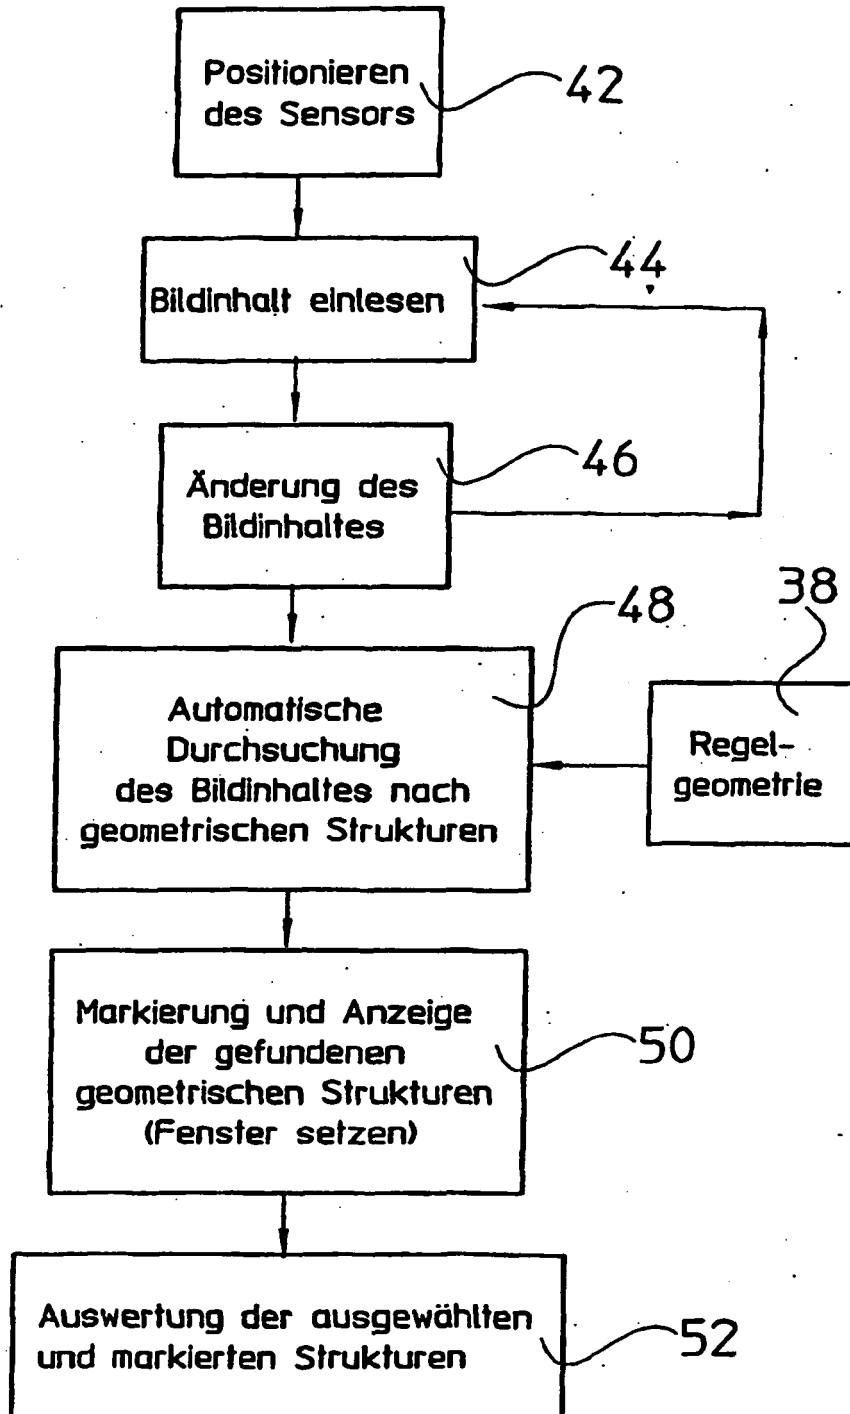 Positionieren
des Sensors
42
Bildinhalt einlesen
44
Änderung des
Bildinhaltes
46
Automatische
Durchsuchung
des Bildinhaltes nach
geometrischen Strukturen
48
38
Regel-
geometrie
Markierung und Anzeige
der gefundenen
geometrischen Strukturen
(Fenster setzen)
50
Auswertung der ausgewählten
und markierten Strukturen
52